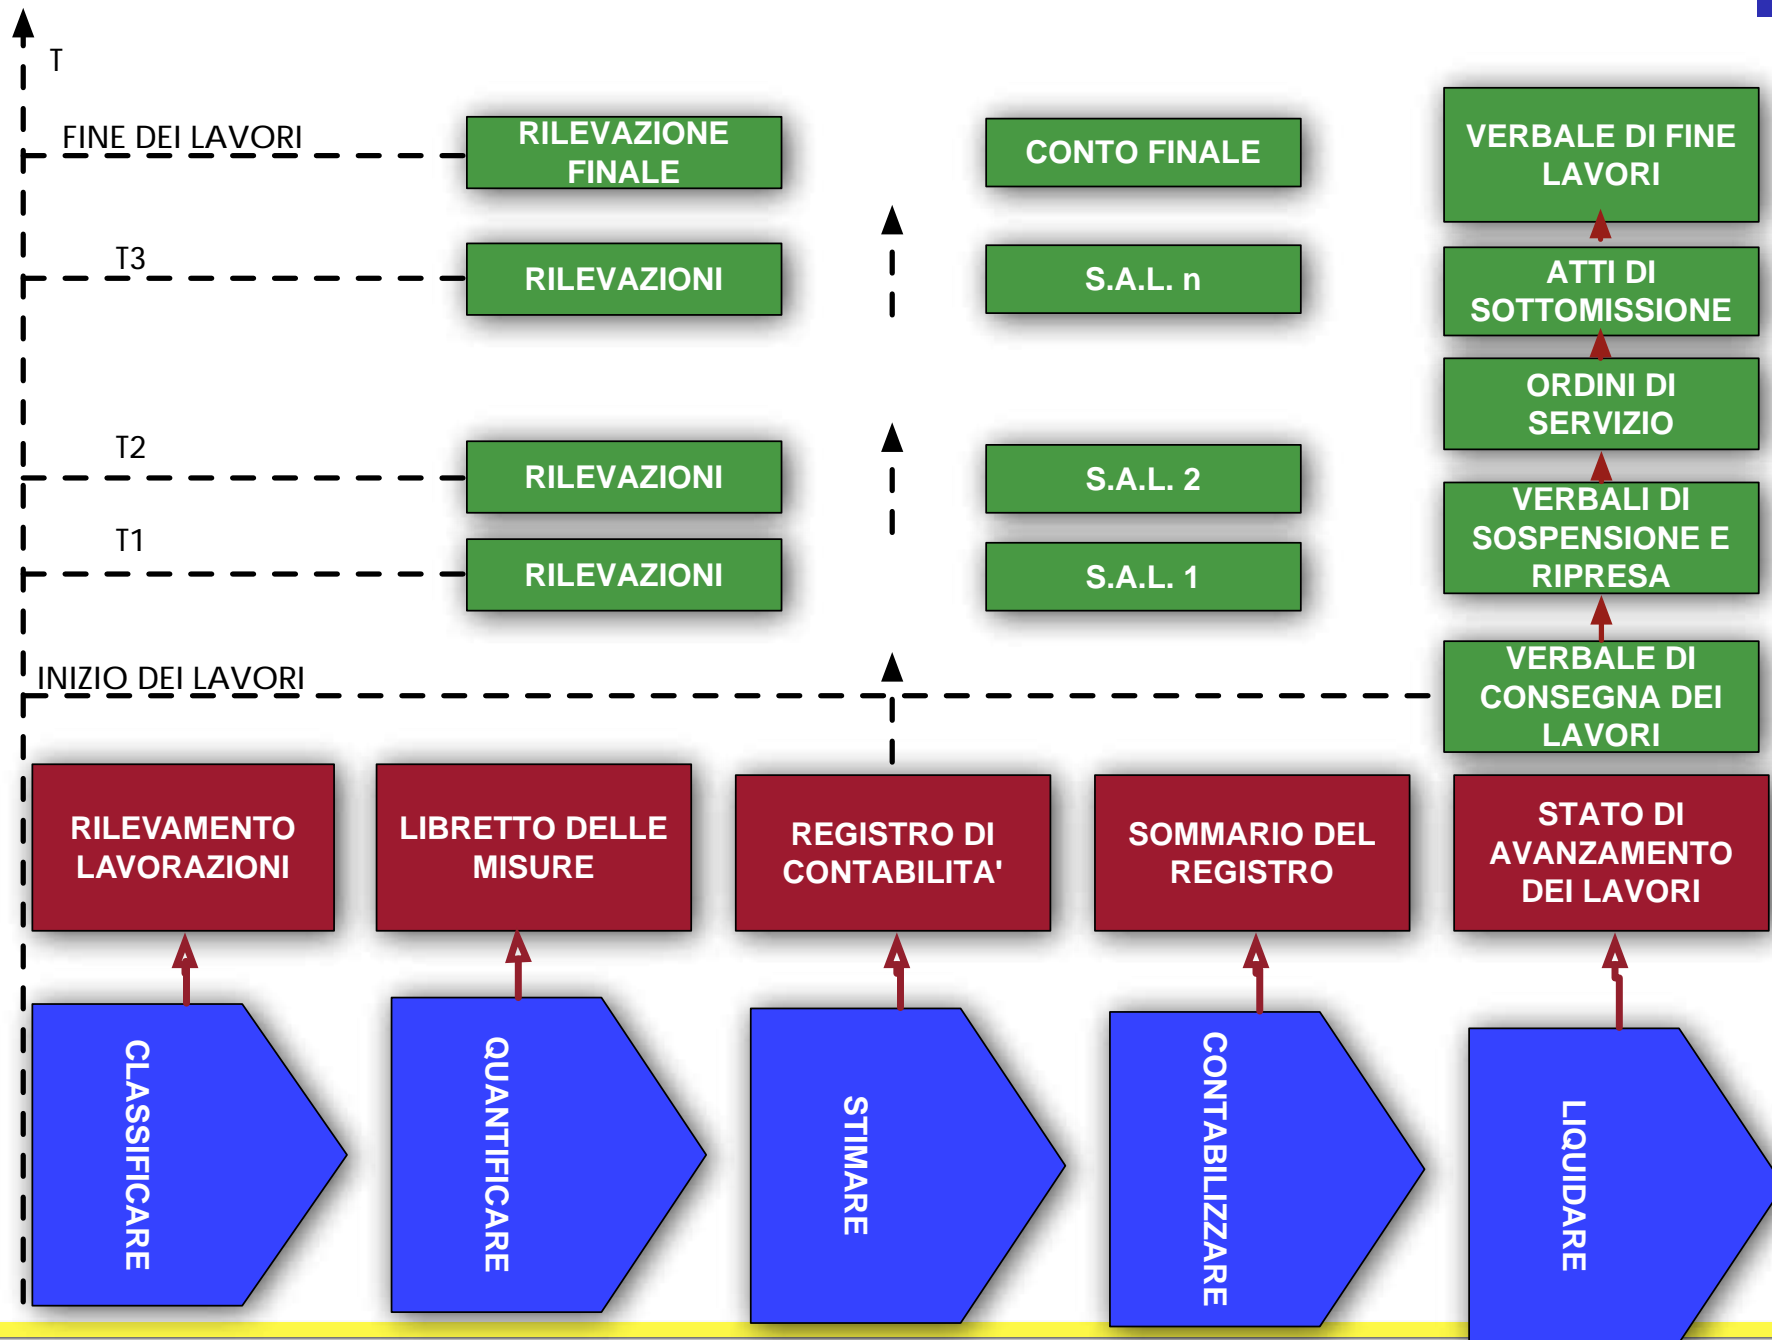 T
FINE DEI LAVORI
RILEVAZIONE
FINALE
CONTO FINALE
VERBALE DI FINE
LAVORI
T3
RILEVAZIONI
S.A.L. n
ATTI DI
SOTTOMISSIONE
ORDINI DI
SERVIZIO
T2
RILEVAZIONI
S.A.L. 2
VERBALI DI
SOSPENSIONE E
RIPRESA
T1
RILEVAZIONI
S.A.L. 1
INIZIO DEI LAVORI
VERBALE DI
CONSEGNA DEI
LAVORI
RILEVAMENTO
LAVORAZIONI
LIBRETTO DELLE
MISURE
REGISTRO DI
CONTABILITA'
SOMMARIO DEL
REGISTRO
STATO DI
AVANZAMENTO
DEI LAVORI
CLASSIFICARE
QUANTIFICARE
STIMARE
CONTABILIZZARE
LIQUIDARE